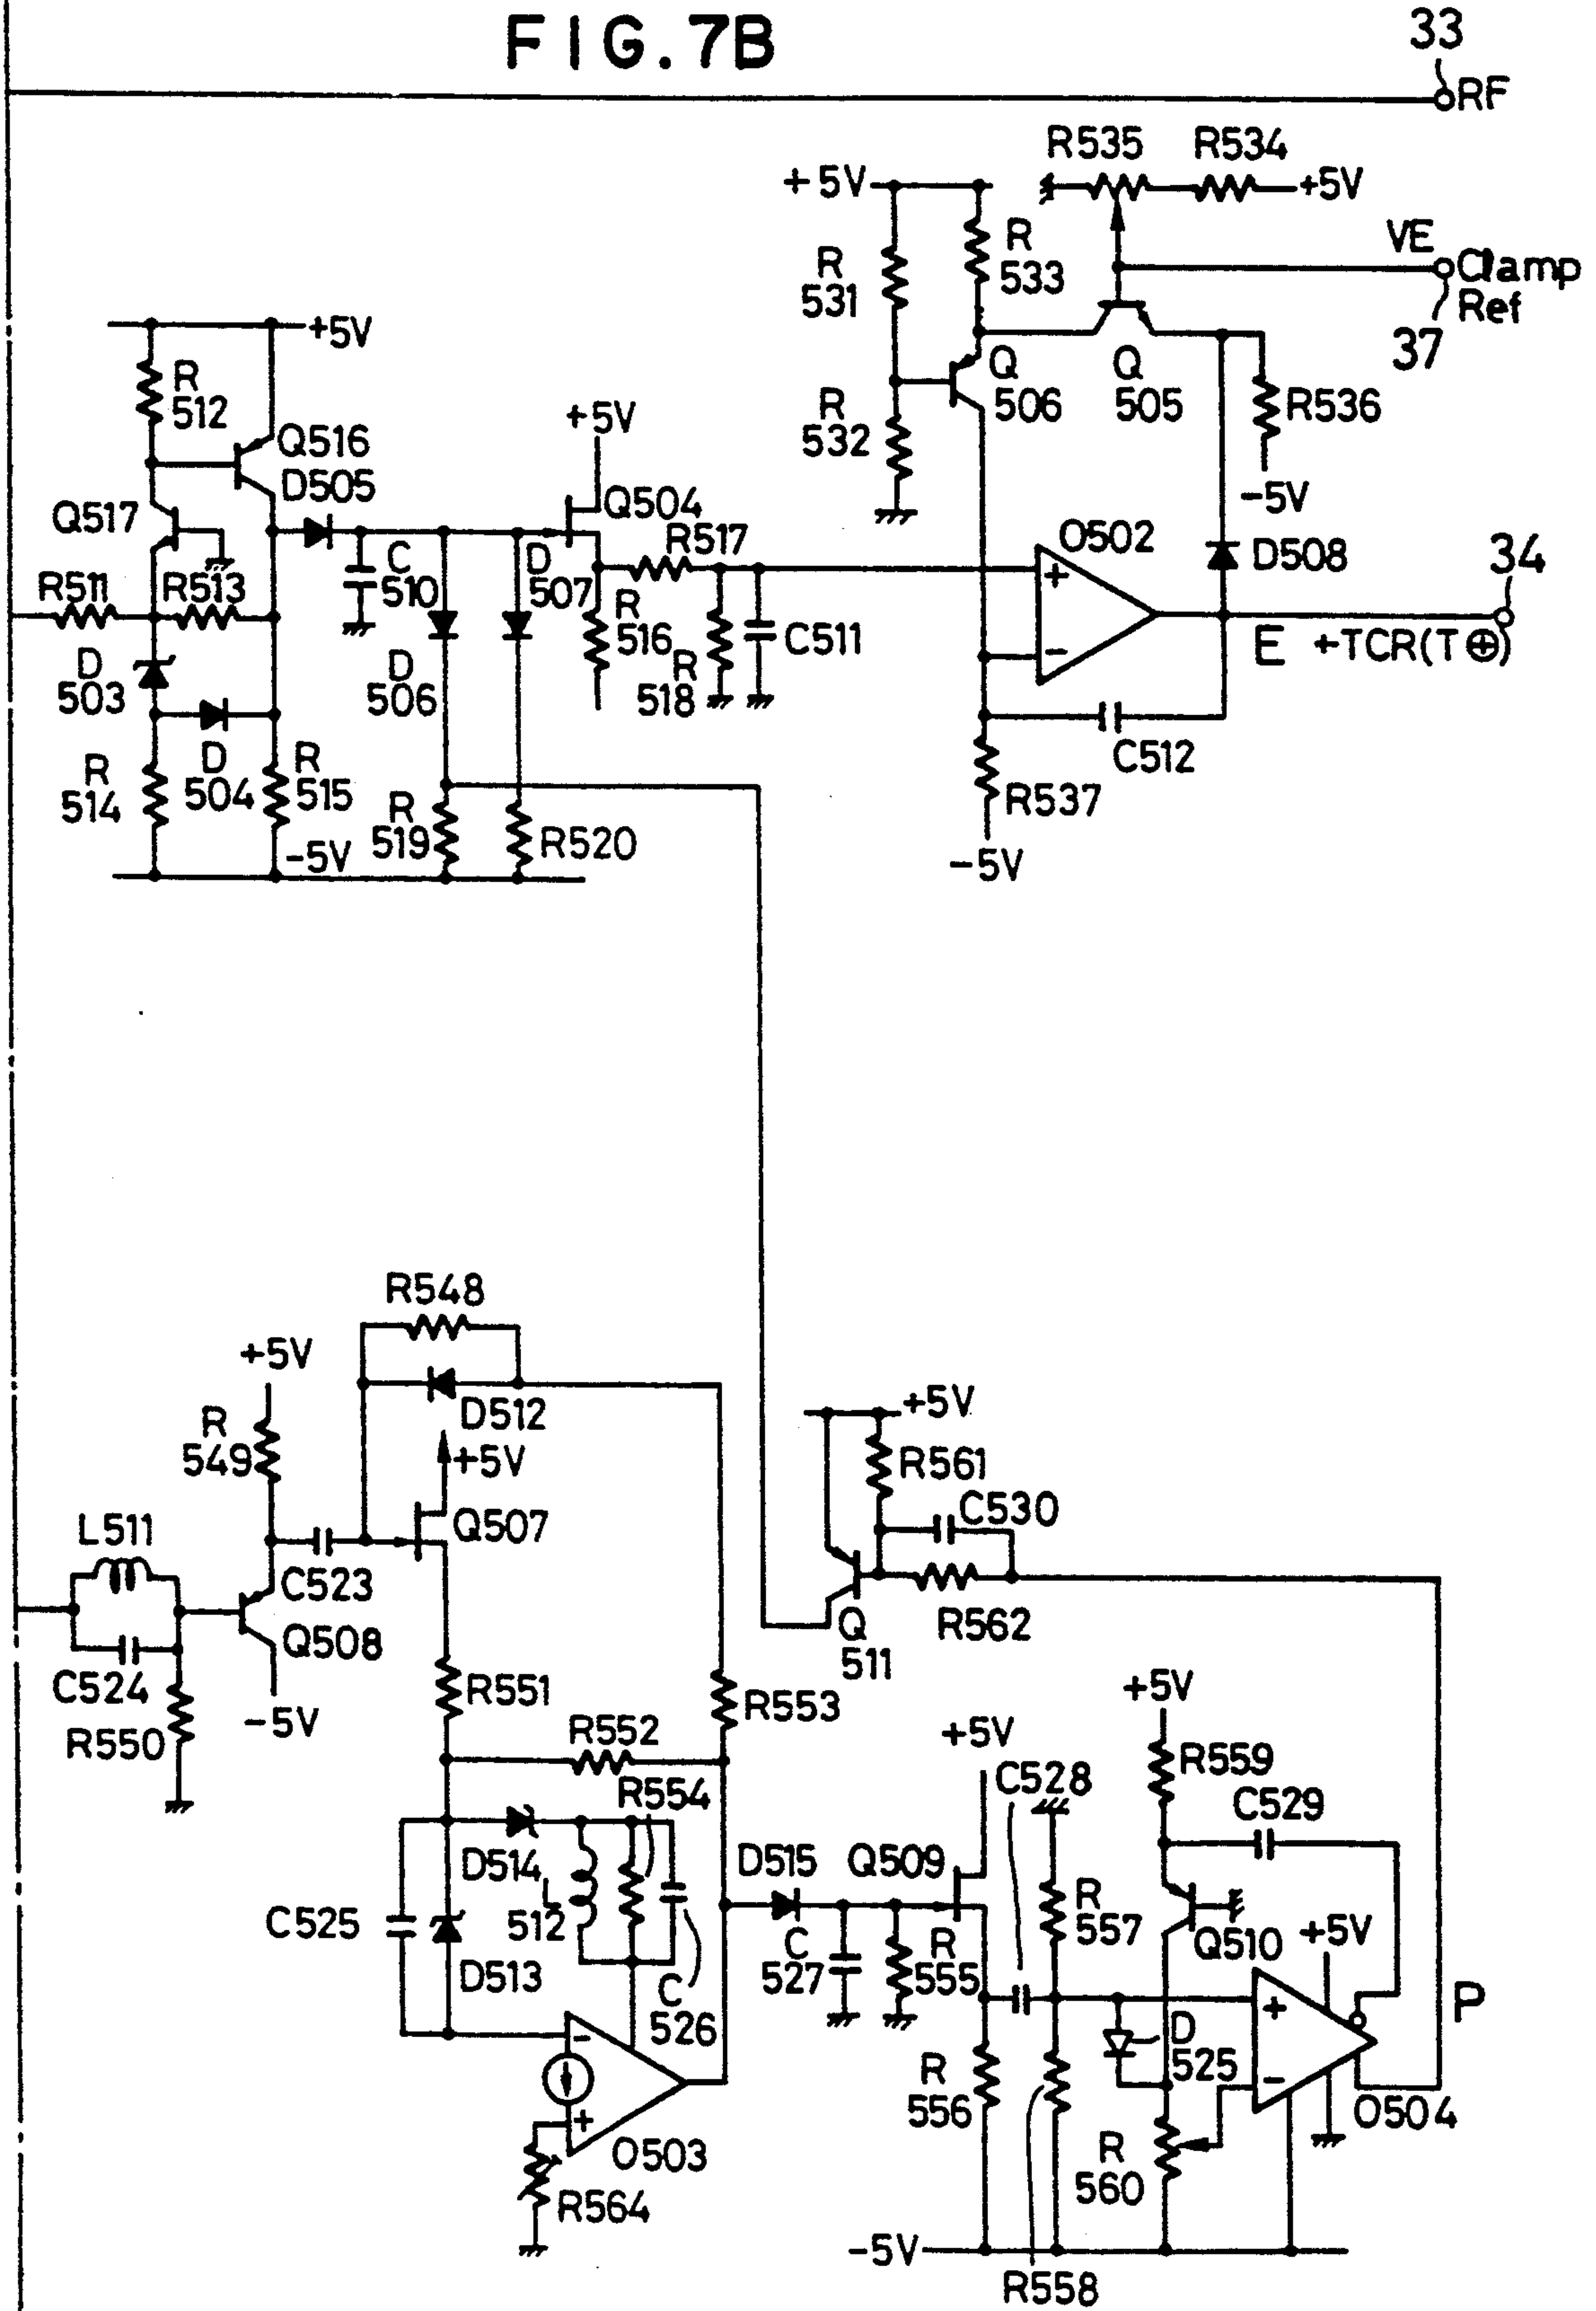 FIG.7B
33
RF
R535 R534
+5V
+5V
VE
Clamp
Ref
37
R
531
R
533
R
532
Q
506
Q
505
R536
-5V
+5V
R
512
Q516
D505
Q517
+5V
Q504
R517
C
510
D
507
R511
R513
R
516
R
518
C511
O502
+
-
D508
34
E +TCR(T⊕)
D
503
D
506
C512
R
514
D
504
R
515
R
519
R520
R537
-5V
-5V
R548
+5V
D512
R
549
+5V
Q507
L511
C523
Q508
C524
R550
-5V
+5V
R561
C530
R562
Q
511
R551
R553
R552
R554
+5V
C528
+5V
R559
C529
D514
L
512
D515
Q509
C525
D513
C
526
C
527
R
555
R
557
Q510
+5V
P
D
525
+
-
O504
-
+
O503
R564
R
556
R
560
-5V
R558